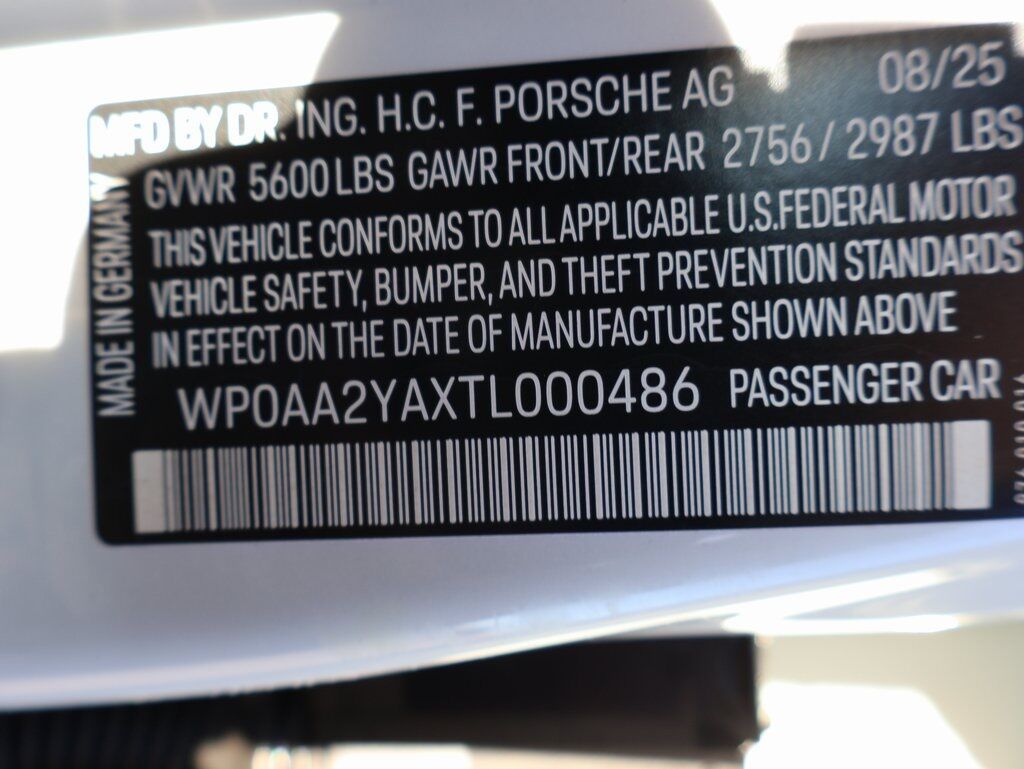 MFD BY DR. ING. H.C. F. PORSCHE AG 08/25
GVWR 5600 LBS GAWR FRONT/REAR 2756 / 2987 LBS
THIS VEHICLE CONFORMS TO ALL APPLICABLE U.S.FEDERAL MOTOR
VEHICLE SAFETY, BUMPER, AND THEFT PREVENTION STANDARDS
IN EFFECT ON THE DATE OF MANUFACTURE SHOWN ABOVE
WP0AA2YAXTL000486 PASSENGER CAR
MADE IN GERMANY